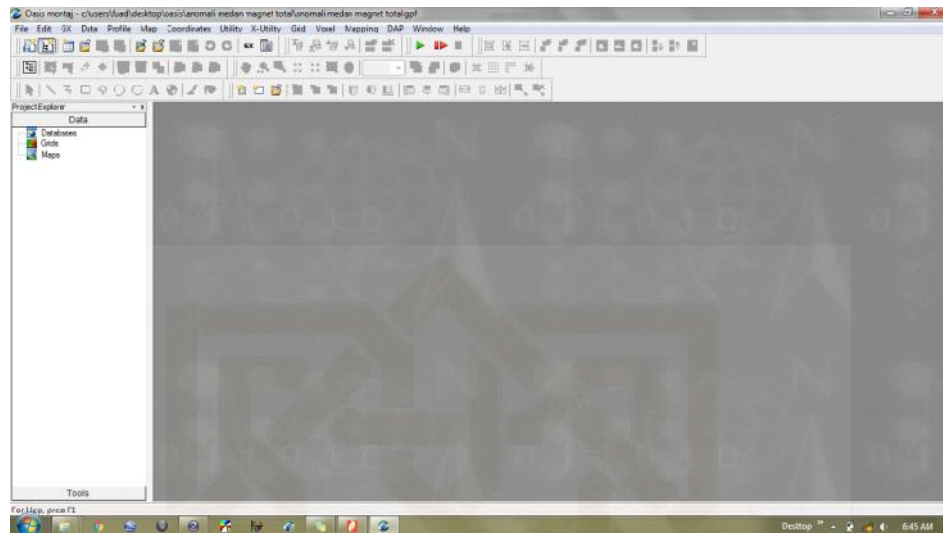 Oasis montaj - c:\users\fuad\desktop\oasis\anomali medan magnet total\anomali medan magnet total.gpf
File Edit GX Data Profile Map Coordinates Utility X-Utility Grid Voxel Mapping DAP Window Help
GX
Project Explorer
Data
Databases
Grids
Maps
Tools
For Help, press F1
Desktop
6:45 AM